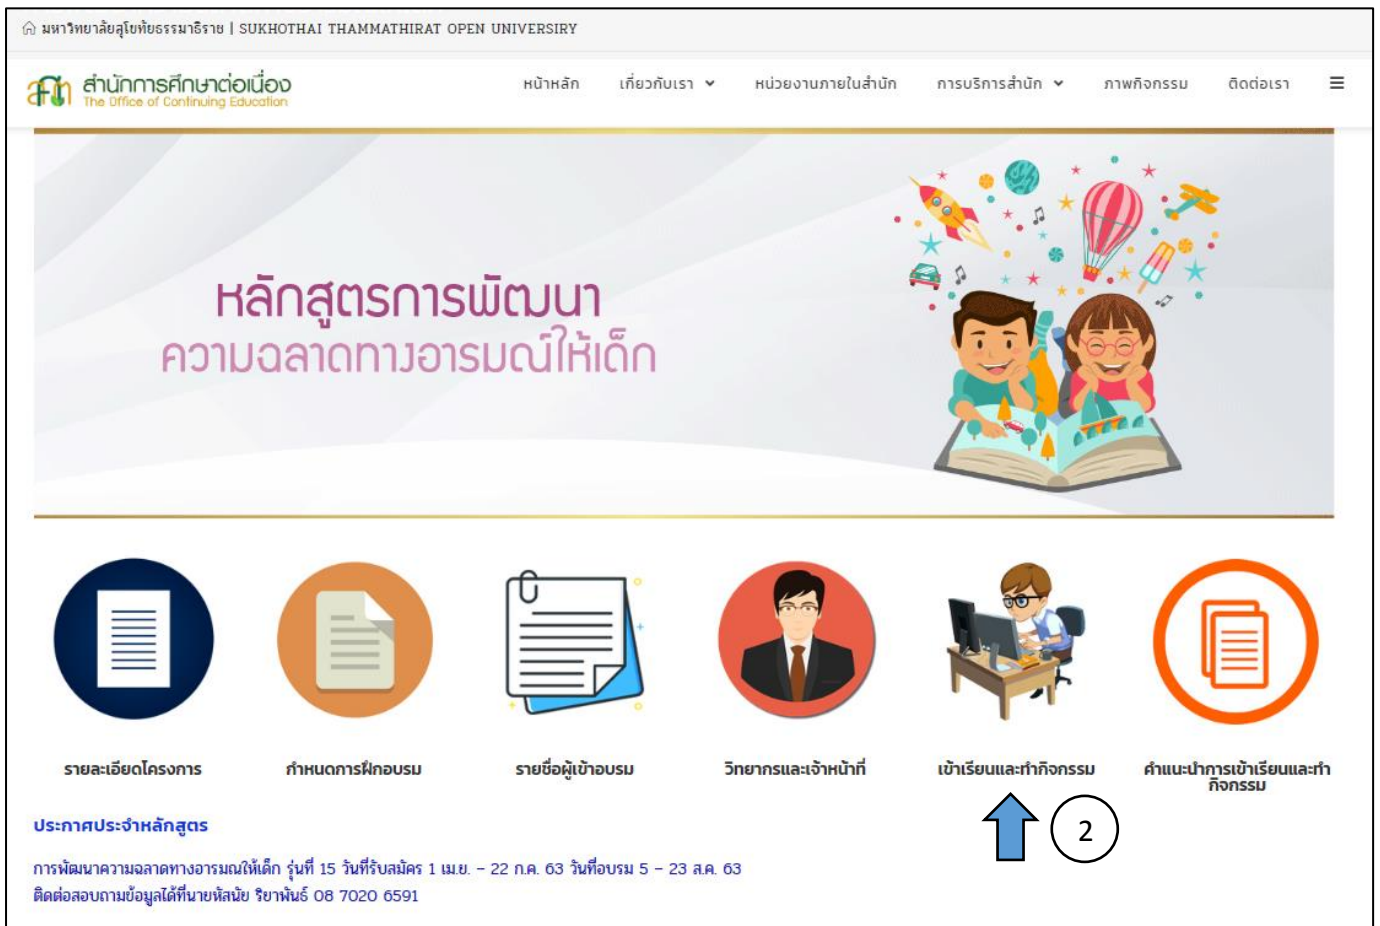 มหาวิทยาลัยสุโขทัยธรรมาธิราช | SUKHOTHAI THAMMATHIRAT OPEN UNIVERSIRY
สำนักการศึกษาต่อเนื่อง
The Office of Continuing Education
หน้าหลัก เกี่ยวกับเรา หน่วยงานภายในสำนัก การบริการสำนัก ภาพกิจกรรม ติดต่อเรา
หลักสูตรการพัฒนา
ความฉลาดทางอารมณ์ให้เด็ก
รายละเอียดโครงการ
กำหนดการฝึกอบรม
รายชื่อผู้เข้าอบรม
วิทยากรและเจ้าหน้าที่
เข้าเรียนและทำกิจกรรม
คำแนะนำการเข้าเรียนและทำ
กิจกรรม
2
ประกาศประจำหลักสูตร
การพัฒนาความฉลาดทางอารมณให้เด็ก รุ่นที่ 15 วันที่รับสมัคร 1 เม.ย. – 22 ก.ค. 63 วันที่อบรม 5 – 23 ส.ค. 63
ติดต่อสอบถามข้อมูลได้ที่นายหัสนัย ริยาพันธ์ 08 7020 6591